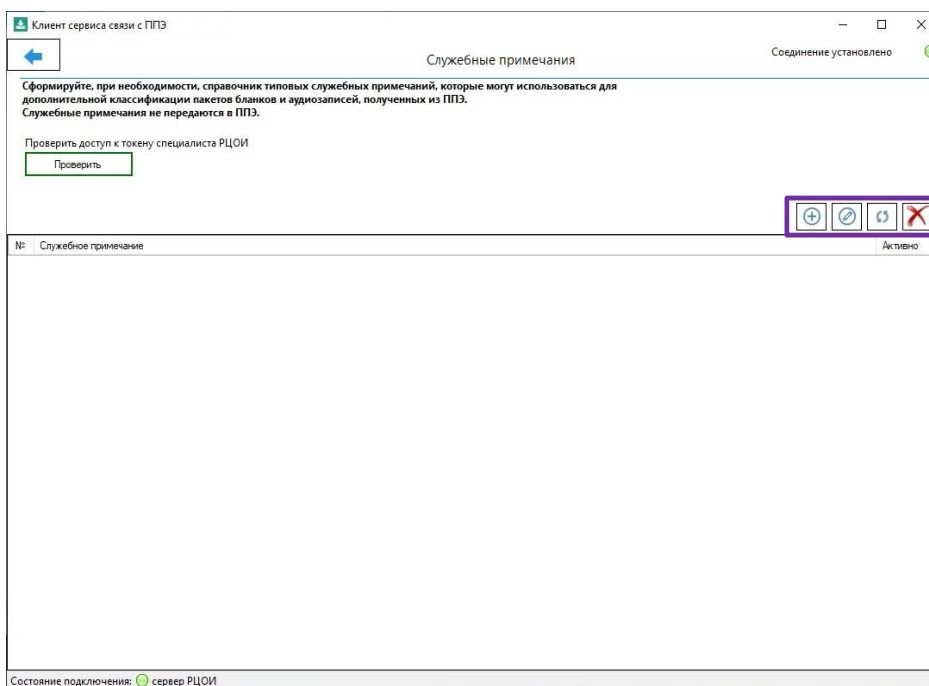 Клиент сервиса связи с ППЭ
Служебные примечания
Соединение установлено
Сформируйте, при необходимости, справочник типовых служебных примечаний, которые могут использоваться для
дополнительной классификации пакетов бланков и аудиозаписей, полученных из ППЭ.
Служебные примечания не передаются в ППЭ.
Проверить доступ к токену специалиста РЦОИ
Проверить
№ Служебное примечание Активно
Состояние подключения: сервер РЦОИ